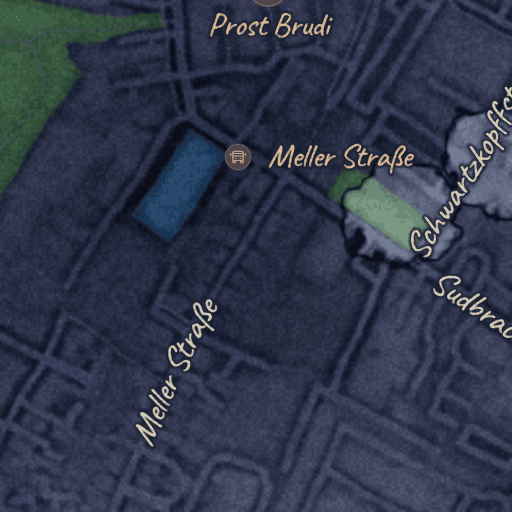 Prost Brudi
Meller Straße
Schwartzkopffst
Sudbrac
Meller Straße